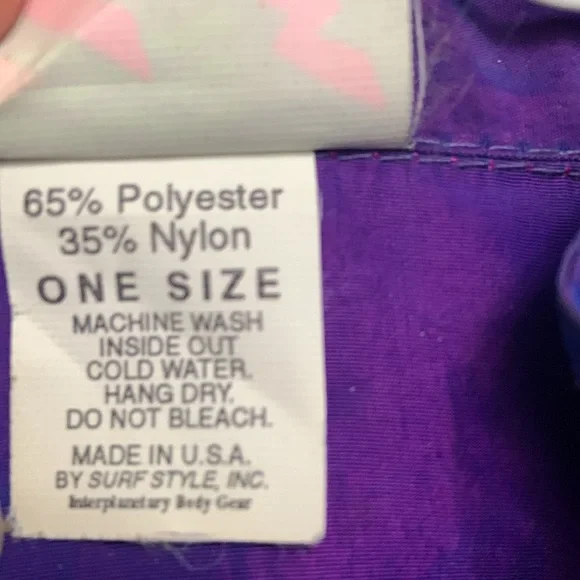 65% Polyester
35% Nylon
ONE SIZE
MACHINE WASH
INSIDE OUT
COLD WATER.
HANG DRY.
DO NOT BLEACH.
MADE IN U.S.A.
BY SURF STYLE, INC.
Interplanetary Body Gear